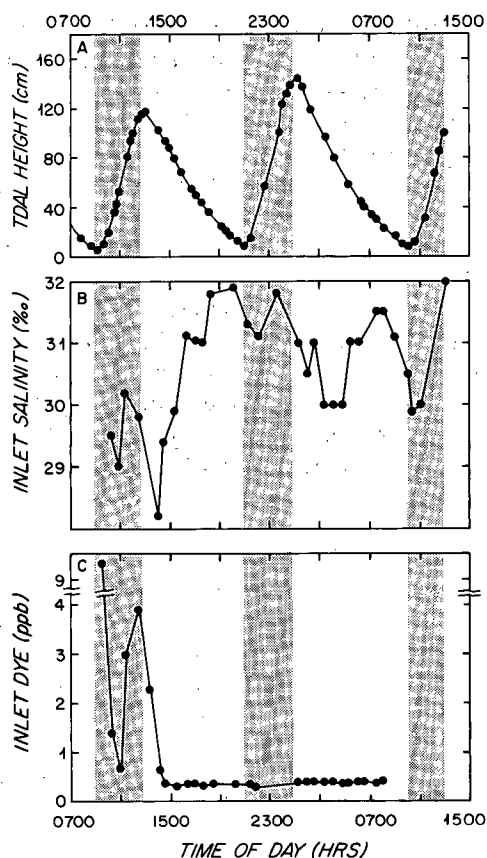 0700 1500 2300 0700 1500
A
160
120
80
40
0
TDAL HEIGHT (cm)
B
32
31
30
29
INLET SALINITY (‰)
C
9
4
3
2
1
0
INLET DYE (ppb)
0700 1500 2300 0700 1500
TIME OF DAY (HRS)